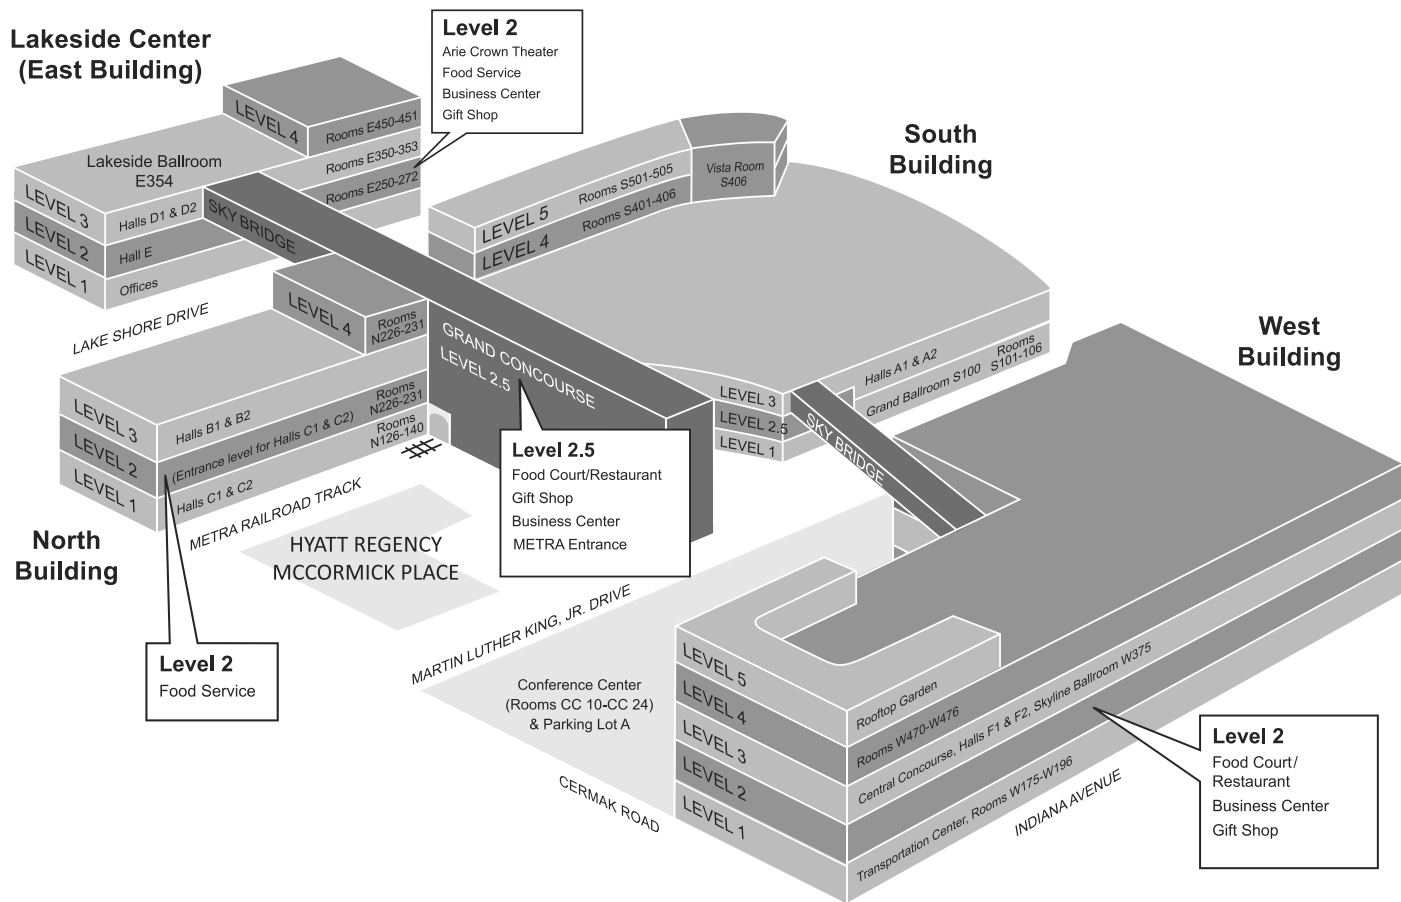 Lakeside Center
(East Building)
Level 2
Arie Crown Theater
Food Service
Business Center
Gift Shop
LEVEL 4
Rooms E450-451
Lakeside Ballroom
E354
Rooms E350-353
Rooms E250-272
LEVEL 3
Halls D1 & D2
LEVEL 2
Hall E
LEVEL 1
Offices
SKY BRIDGE
LAKE SHORE DRIVE
South
Building
Vista Room
S406
LEVEL 5
Rooms S501-505
LEVEL 4
Rooms S401-406
LEVEL 3
Halls A1 & A2
LEVEL 2.5
Grand Ballroom S100
Rooms
S101-106
LEVEL 1
SKY BRIDGE
GRAND CONCOURSE
LEVEL 2.5
Level 2.5
Food Court/Restaurant
Gift Shop
Business Center
METRA Entrance
LEVEL 4
Rooms
N226-231
LEVEL 3
Halls B1 & B2
LEVEL 2
(Entrance level for Halls C1 & C2)
Rooms
N226-231
LEVEL 1
Halls C1 & C2
Rooms
N126-140
METRA RAILROAD TRACK
North
Building
Level 2
Food Service
HYATT REGENCY
MCCORMICK PLACE
MARTIN LUTHER KING, JR. DRIVE
Conference Center
(Rooms CC 10-CC 24)
& Parking Lot A
CERMAK ROAD
West
Building
LEVEL 5
Rooftop Garden
LEVEL 4
Rooms W470-W476
LEVEL 3
Central Concourse, Halls F1 & F2, Skyline Ballroom W375
LEVEL 2
LEVEL 1
Transportation Center, Rooms W175-W196
INDIANA AVENUE
Level 2
Food Court/
Restaurant
Business Center
Gift Shop